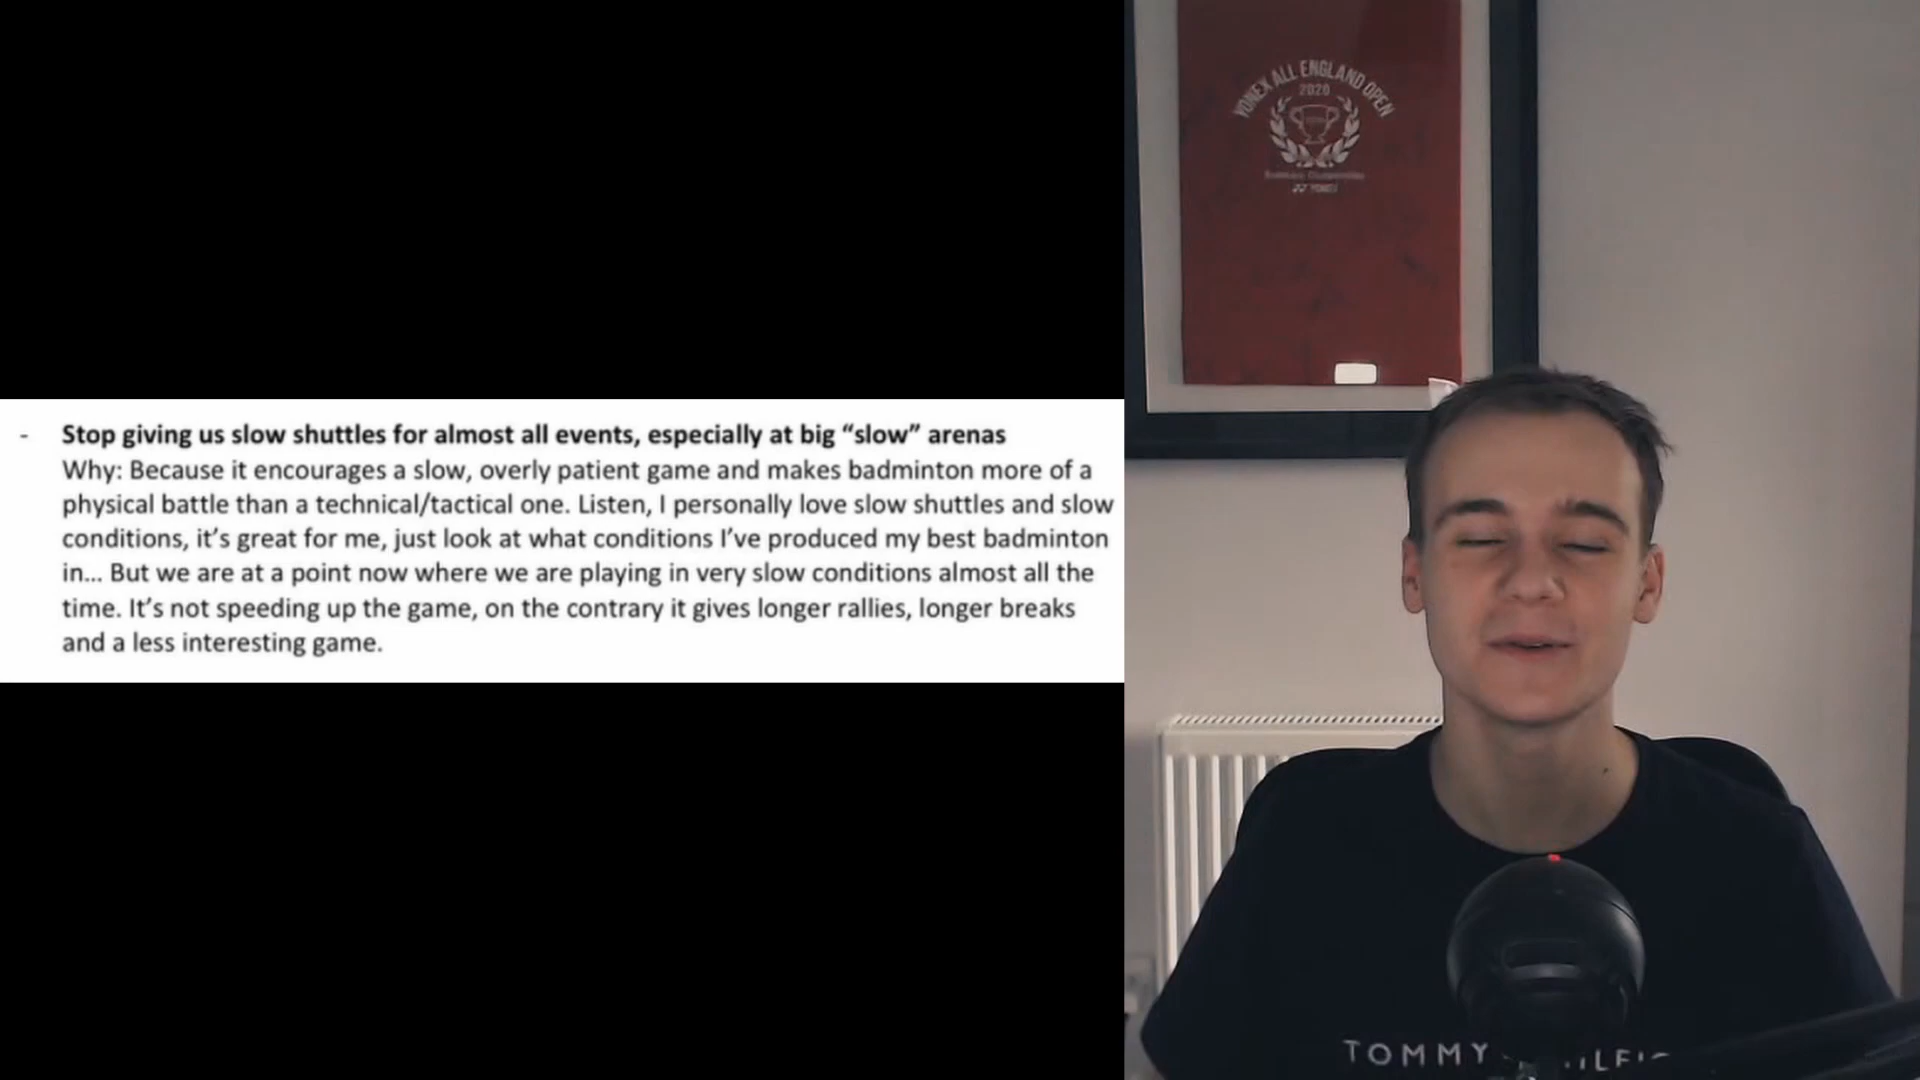 - Stop giving us slow shuttles for almost all events, especially at big “slow” arenas
Why: Because it encourages a slow, overly patient game and makes badminton more of a
physical battle than a technical/tactical one. Listen, I personally love slow shuttles and slow
conditions, it’s great for me, just look at what conditions I’ve produced my best badminton
in... But we are at a point now where we are playing in very slow conditions almost all the
time. It’s not speeding up the game, on the contrary it gives longer rallies, longer breaks
and a less interesting game.
YONEX ALL ENGLAND OPEN
2020
YONEX
TOMMY